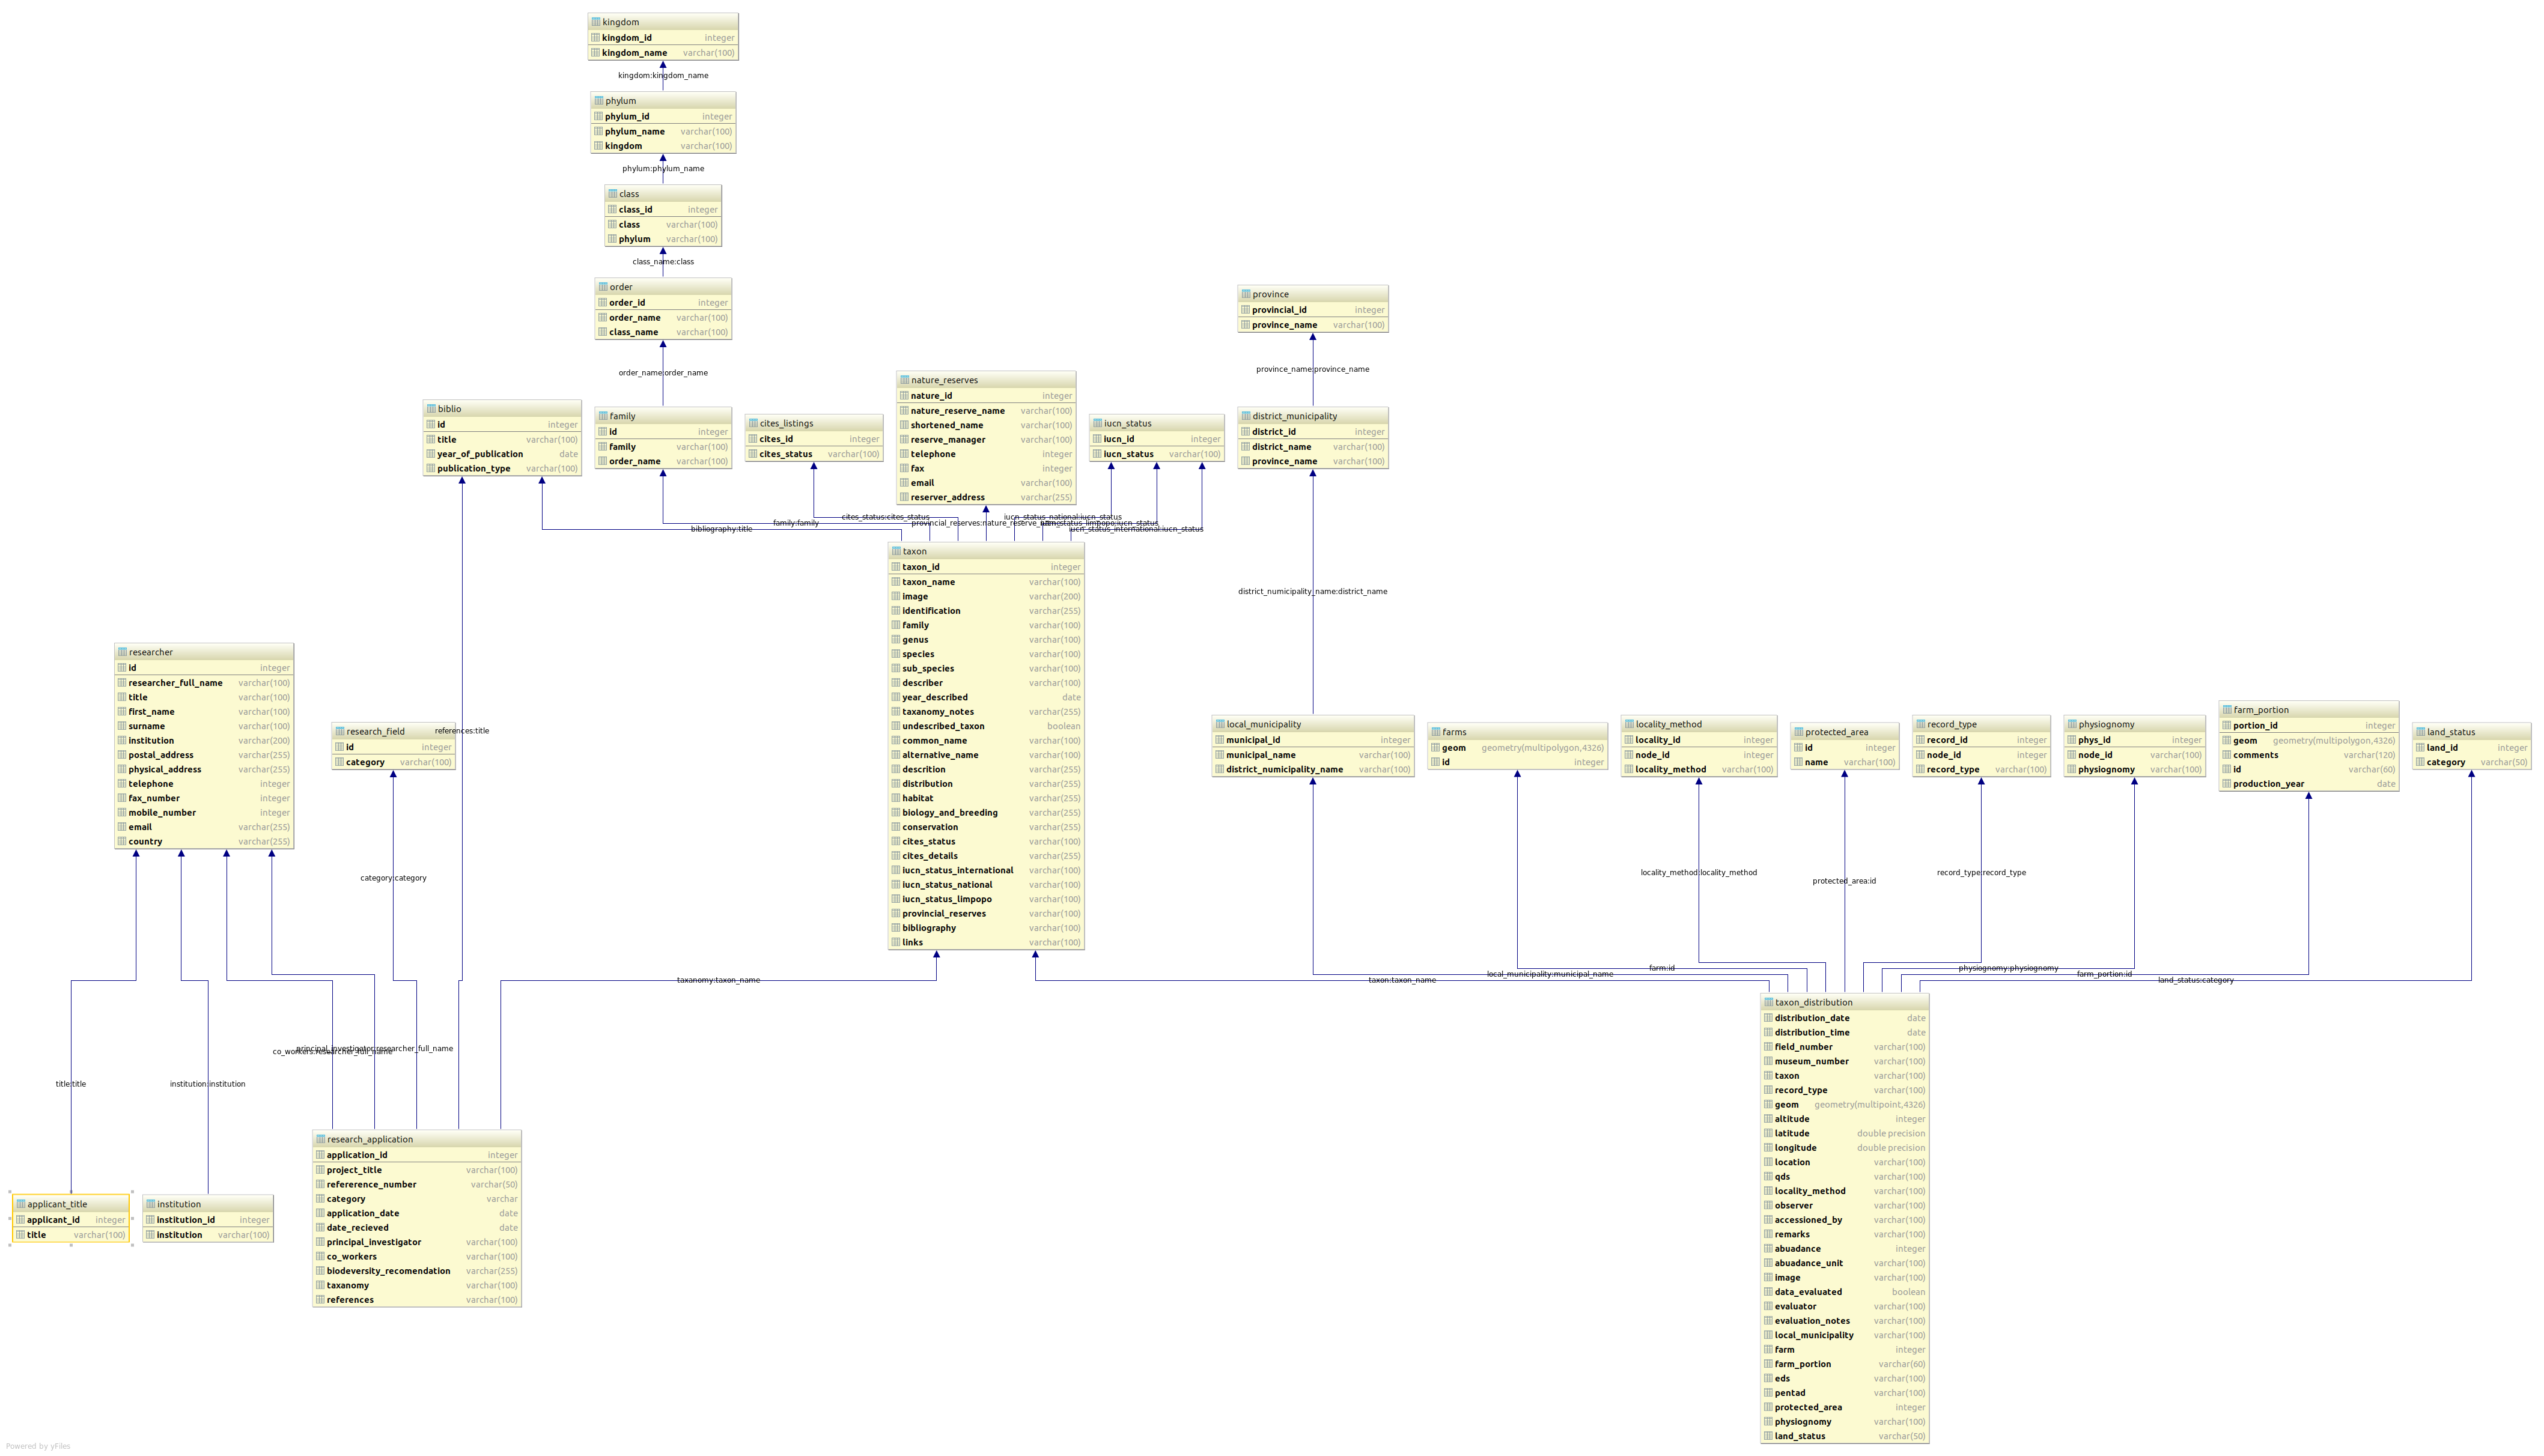 kingdom
kingdom_id integer
kingdom_name varchar(100)
kingdom:kingdom_name
phylum
phylum_id integer
phylum_name varchar(100)
kingdom varchar(100)
phylum:phylum_name
class
class_id integer
class varchar(100)
phylum varchar(100)
class_name:class
order
order_id integer
order_name varchar(100)
class_name varchar(100)
order_name:order_name
province
provincial_id integer
province_name varchar(100)
province_name:province_name
biblio
id integer
title varchar(100)
year_of_publication date
publication_type varchar(100)
family
id integer
family varchar(100)
order_name varchar(100)
cites_listings
cites_id integer
cites_status varchar(100)
nature_reserves
nature_id integer
nature_reserve_name varchar(100)
shortened_name varchar(100)
reserve_manager varchar(100)
telephone integer
fax integer
email varchar(100)
reserver_address varchar(255)
iucn_status
iucn_id integer
iucn_status varchar(100)
district_municipality
district_id integer
district_name varchar(100)
province_name varchar(100)
bibliography:title
family:family
cites_status:cites_status
provincial_reserves:nature_reserve_name
iucn_status_national:iucn_status
iucn_status_limpopo:iucn_status
iucn_status_international:iucn_status
district_numicipality_name:district_name
taxon
taxon_id integer
taxon_name varchar(100)
image varchar(200)
identification varchar(255)
family varchar(100)
genus varchar(100)
species varchar(100)
sub_species varchar(100)
describer varchar(100)
year_described date
taxanomy_notes varchar(255)
undescribed_taxon boolean
common_name varchar(100)
alternative_name varchar(100)
descrition varchar(255)
distribution varchar(255)
habitat varchar(255)
biology_and_breeding varchar(255)
conservation varchar(255)
cites_status varchar(100)
cites_details varchar(255)
iucn_status_international varchar(100)
iucn_status_national varchar(100)
iucn_status_limpopo varchar(100)
provincial_reserves varchar(100)
bibliography varchar(100)
links varchar(100)
researcher
id integer
researcher_full_name varchar(100)
title varchar(100)
first_name varchar(100)
surname varchar(100)
institution varchar(200)
postal_address varchar(255)
physical_address varchar(255)
telephone integer
fax_number integer
mobile_number integer
email varchar(255)
country varchar(255)
research_field
id integer
category varchar(100)
references:title
local_municipality
municipal_id integer
municipal_name varchar(100)
district_numicipality_name varchar(100)
farms
geom geometry(multipolygon,4326)
id integer
locality_method
locality_id integer
node_id integer
locality_method varchar(100)
protected_area
id integer
name varchar(100)
record_type
record_id integer
node_id integer
record_type varchar(100)
physiognomy
phys_id integer
node_id varchar(100)
physiognomy varchar(100)
farm_portion
portion_id integer
geom geometry(multipolygon,4326)
comments varchar(120)
id varchar(60)
production_year date
land_status
land_id integer
category varchar(50)
category:category
locality_method:locality_method
protected_area:id
record_type:record_type
taxanomy:taxon_name
taxon:taxon_name
local_municipality:municipal_name
farm:id
physiognomy:physiognomy
farm_portion:id
land_status:category
co_workers:researcher_full_name
principal_investigator:researcher_full_name
title:title
institution:institution
applicant_title
applicant_id integer
title varchar(100)
institution
institution_id integer
institution varchar(100)
research_application
application_id integer
project_title varchar(100)
refererence_number varchar(50)
category varchar
application_date date
date_recieved date
principal_investigator varchar(100)
co_workers varchar(100)
biodeversity_recomendation varchar(255)
taxanomy varchar(100)
references varchar(100)
taxon_distribution
distribution_date date
distribution_time date
field_number varchar(100)
museum_number varchar(100)
taxon varchar(100)
record_type varchar(100)
geom geometry(multipoint,4326)
altitude integer
latitude double precision
longitude double precision
location varchar(100)
qds varchar(100)
locality_method varchar(100)
observer varchar(100)
accessioned_by varchar(100)
remarks varchar(100)
abuadance integer
abuadance_unit varchar(100)
image varchar(100)
data_evaluated boolean
evaluator varchar(100)
evaluation_notes varchar(100)
local_municipality varchar(100)
farm integer
farm_portion varchar(60)
eds varchar(100)
pentad varchar(100)
protected_area integer
physiognomy varchar(100)
land_status varchar(50)
Powered by yFiles